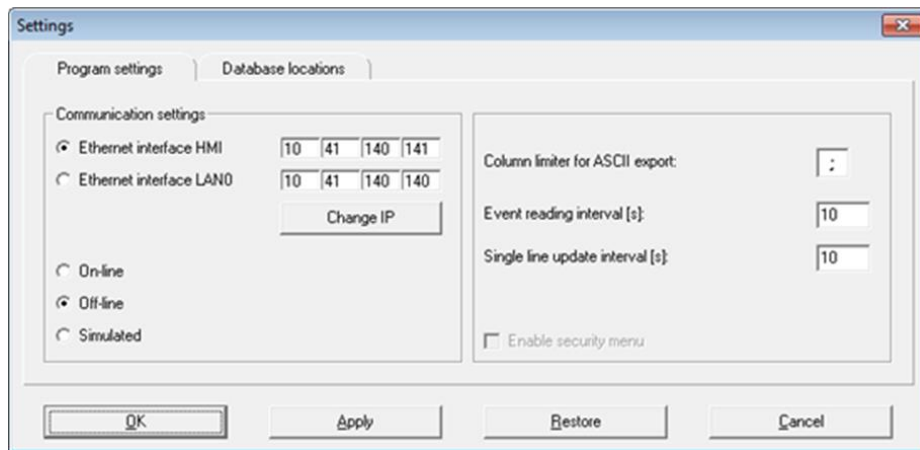 Settings
Program settings
Database locations
Communication settings
Ethernet interface HMI 10 41 140 141
Ethernet interface LAN0 10 41 140 140
Change IP
On-line
Off-line
Simulated
Column limiter for ASCII export: ;
Event reading interval [s]: 10
Single line update interval [s]: 10
Enable security menu
OK
Apply
Restore
Cancel